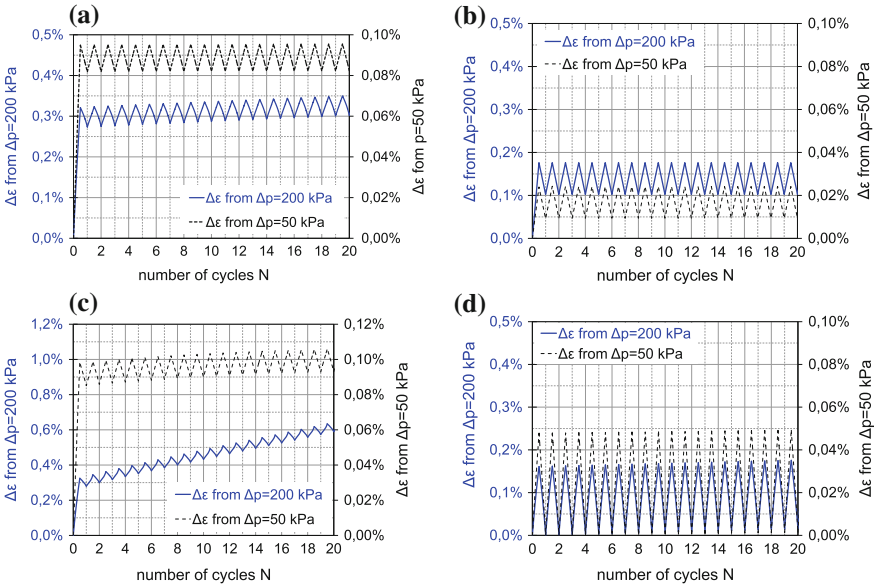 (a)
0,5%
0,4%
0,3%
0,2%
0,1%
0,0%
Δε from Δp=200 kPa
0,10%
0,08%
0,06%
0,04%
0,02%
0,00%
Δε fom p=50 kPa
Δε from Δp=200 kPa
Δε from Δp=50 kPa
0 2 4 6 8 10 12 14 16 18 20
number of cycles N
(b)
0,5%
0,4%
0,3%
0,2%
0,1%
0,0%
Δε from Δp=200 kPa
0,10%
0,08%
0,06%
0,04%
0,02%
0,00%
Δε from Δp=50 kPa
Δε from Δp=200 kPa
Δε from Δp=50 kPa
0 2 4 6 8 10 12 14 16 18 20
number of cycles N
(c)
1,2%
1,0%
0,8%
0,6%
0,4%
0,2%
0,0%
Δε from Δp=200 kPa
0,12%
0,10%
0,08%
0,06%
0,04%
0,02%
0,00%
Δε from Δp=50 kPa
Δε from Δp=200 kPa
Δε from Δp=50 kPa
0 2 4 6 8 10 12 14 16 18 20
number of cycles N
(d)
0,5%
0,4%
0,3%
0,2%
0,1%
0,0%
Δε from Δp=200 kPa
0,10%
0,08%
0,06%
0,04%
0,02%
0,00%
Δε from Δp=50 kPa
Δε from Δp=200 kPa
Δε from Δp=50 kPa
0 2 4 6 8 10 12 14 16 18 20
number of cycles N